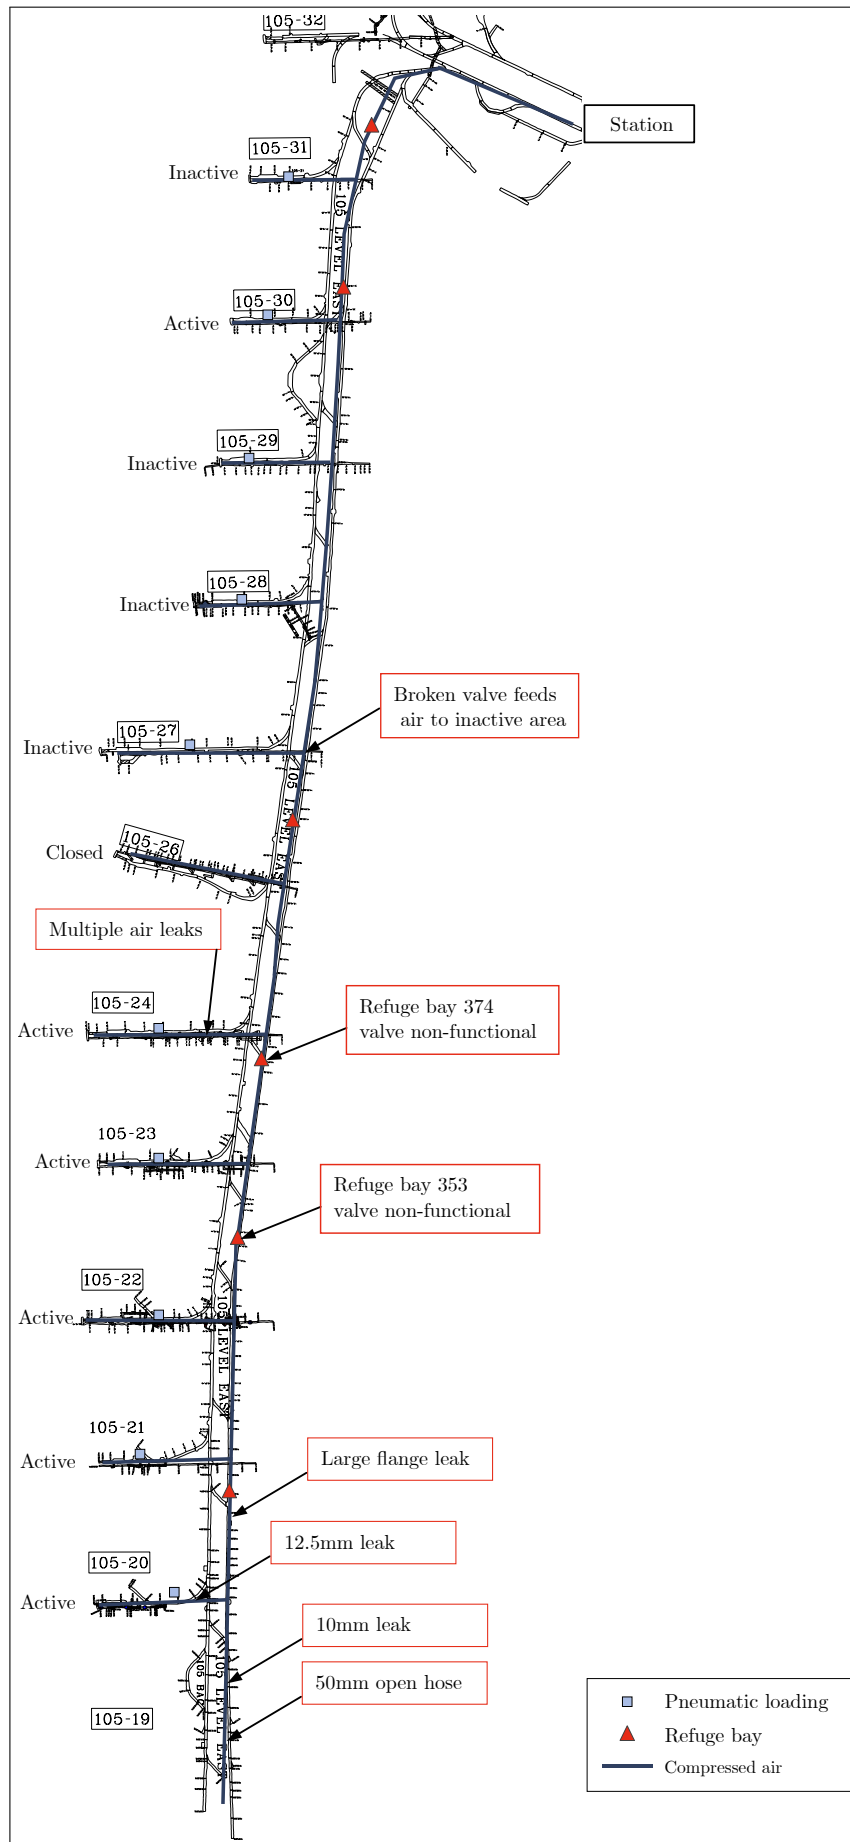 105-32
Station
105-31
Inactive
105 LEVEL EAST
105-30
Active
105-29
Inactive
105-28
Inactive
Broken valve feeds
air to inactive area
105-27
Inactive
105 LEVEL EAST
105-26
Closed
Multiple air leaks
105-24
Active
Refuge bay 374
valve non-functional
105-23
Active
Refuge bay 353
valve non-functional
105-22
Active
105 LEVEL EAST
105-21
Active
Large flange leak
12.5mm leak
105-20
Active
10mm leak
105 LEVEL EAST
50mm open hose
105-19
Pneumatic loading
Refuge bay
Compressed air